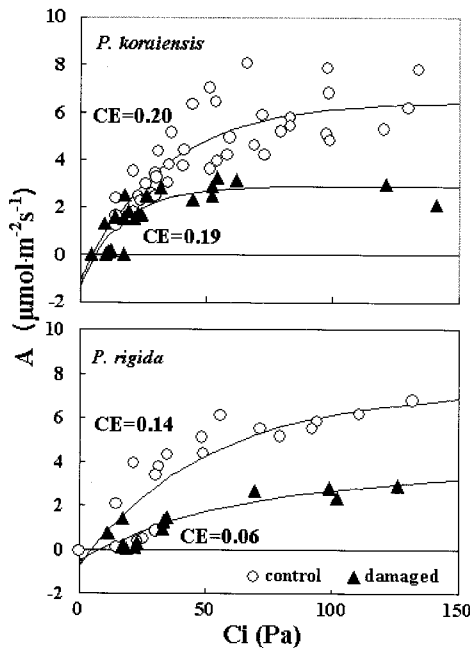 10
P. koraiensis
8
CE=0.20
6
4
2
CE=0.19
0
-2
A (μmol·m-2s-1)
10
P. rigida
8
CE=0.14
6
4
2
CE=0.06
0
control damaged
-2
0 50 100 150
Ci (Pa)